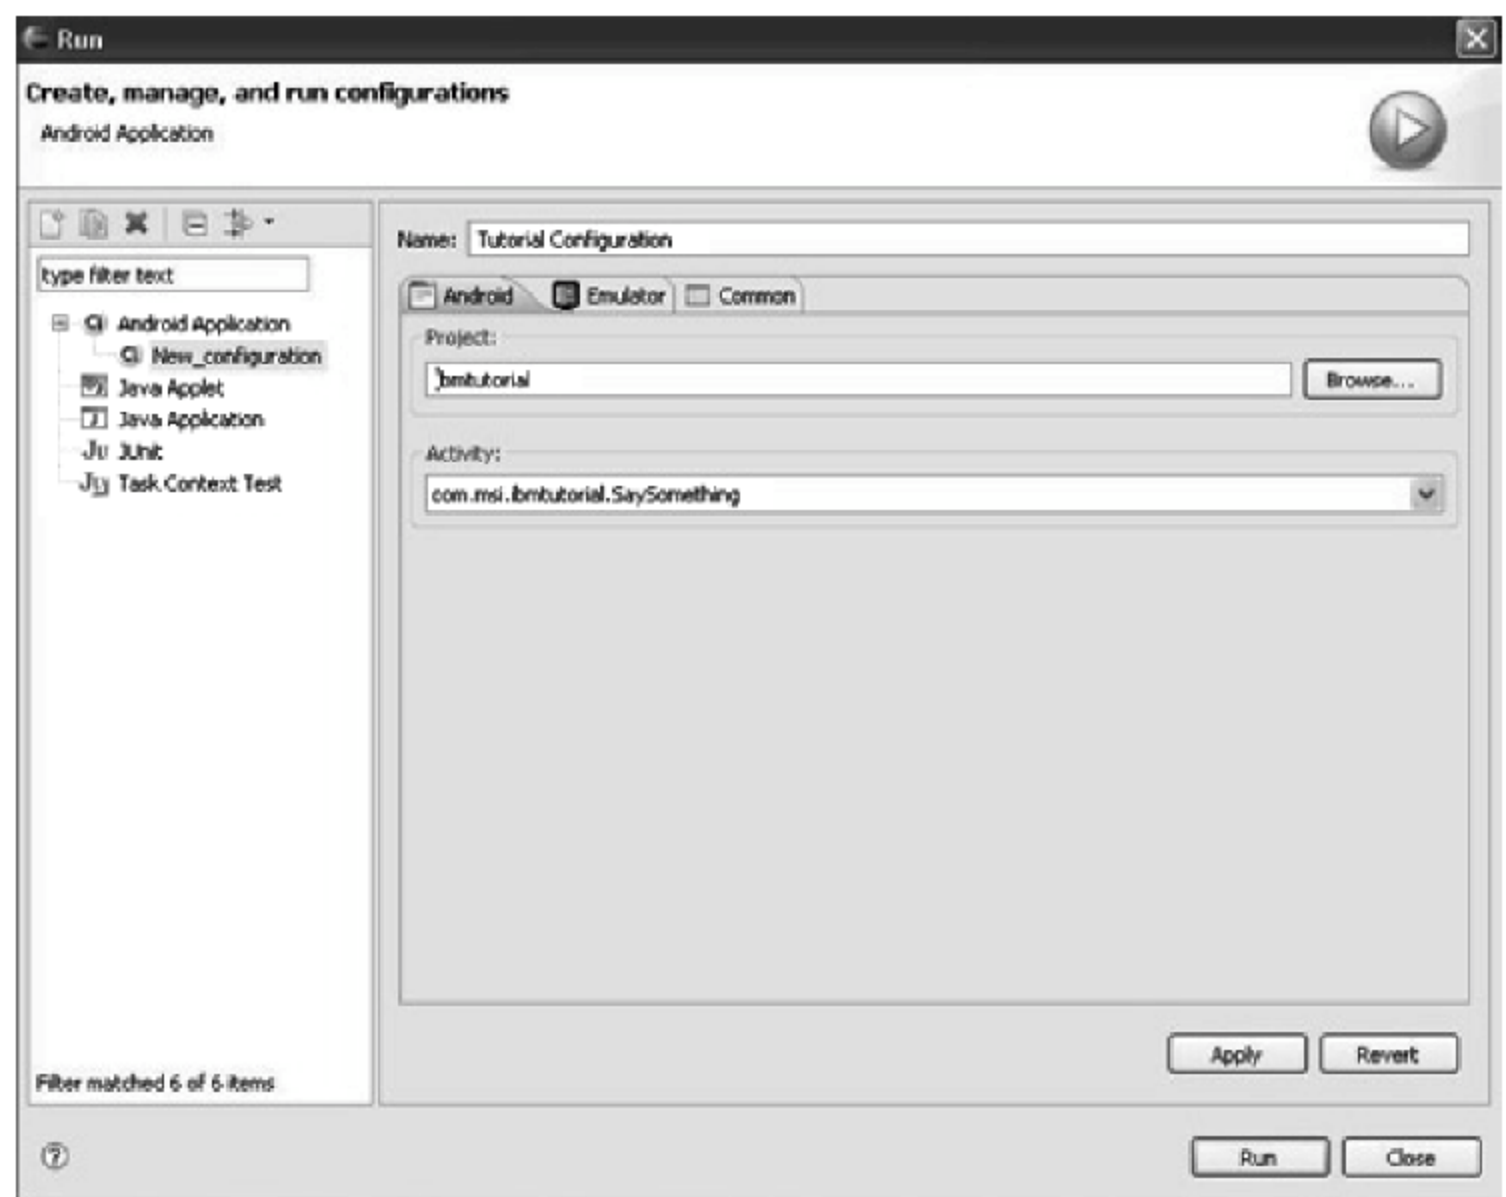 Run
Create, manage, and run configurations
Android Application
type filter text
Android Application
New_configuration
Java Applet
Java Application
JUnit
Task Context Test
Filter matched 6 of 6 items
Name: Tutorial Configuration
Android Emulator Common
Project:
ibmtutorial
Browse...
Activity:
com.msi.ibmtutorial.SaySomething
Apply Revert
Run Close